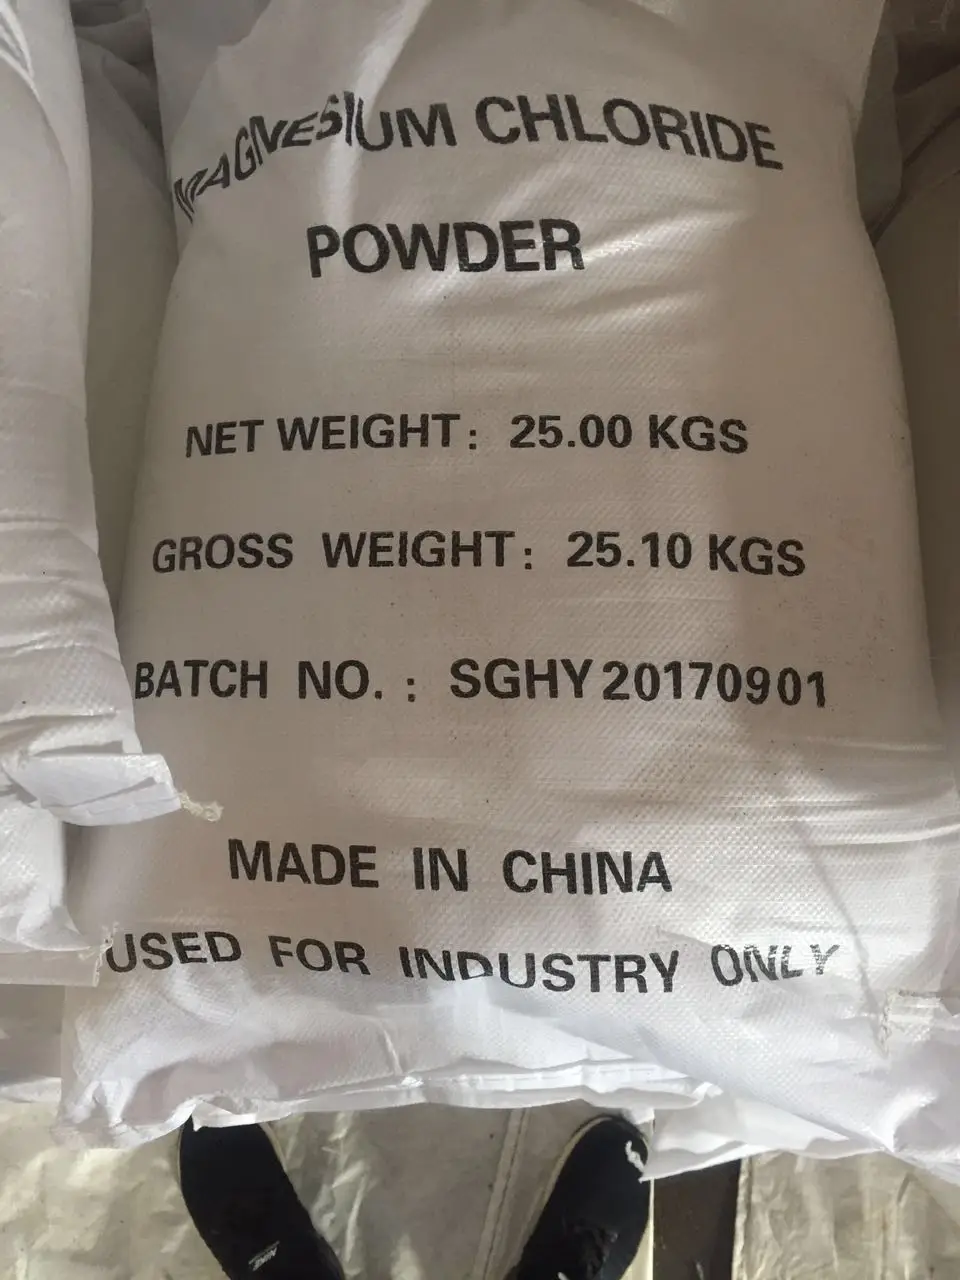 MAGNESIUM CHLORIDE
POWDER
NET WEIGHT: 25.00 KGS
GROSS WEIGHT: 25.10 KGS
BATCH NO.: SGHY20170901
MADE IN CHINA
USED FOR INDUSTRY ONLY
NIKE